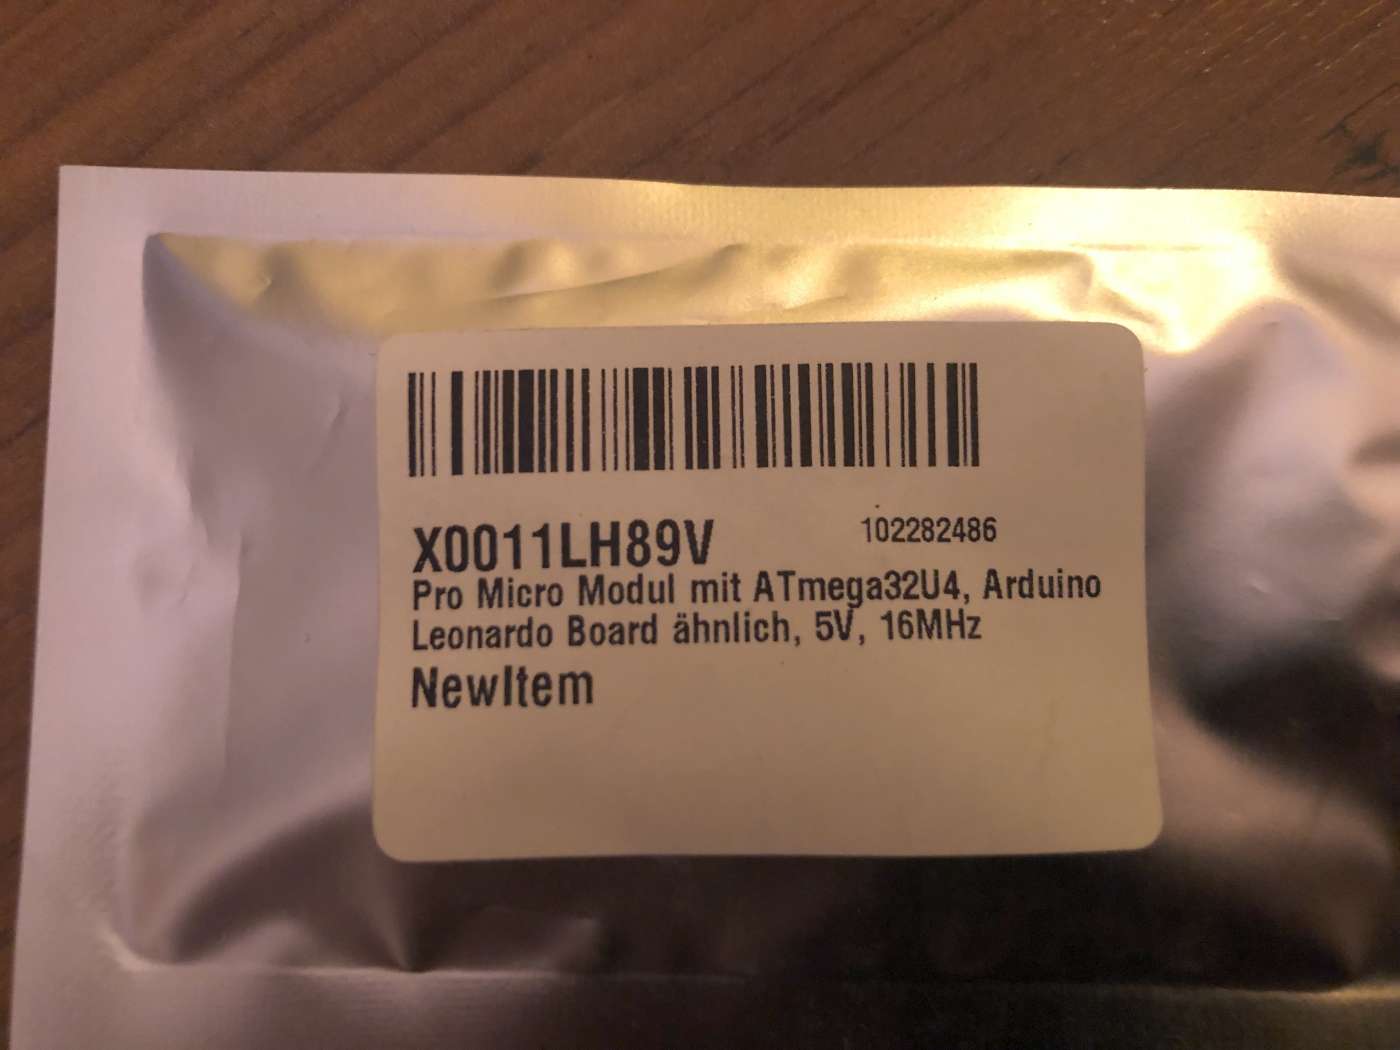 X0011LH89V 102282486
Pro Micro Modul mit ATmega32U4, Arduino
Leonardo Board ähnlich, 5V, 16MHz
NewItem